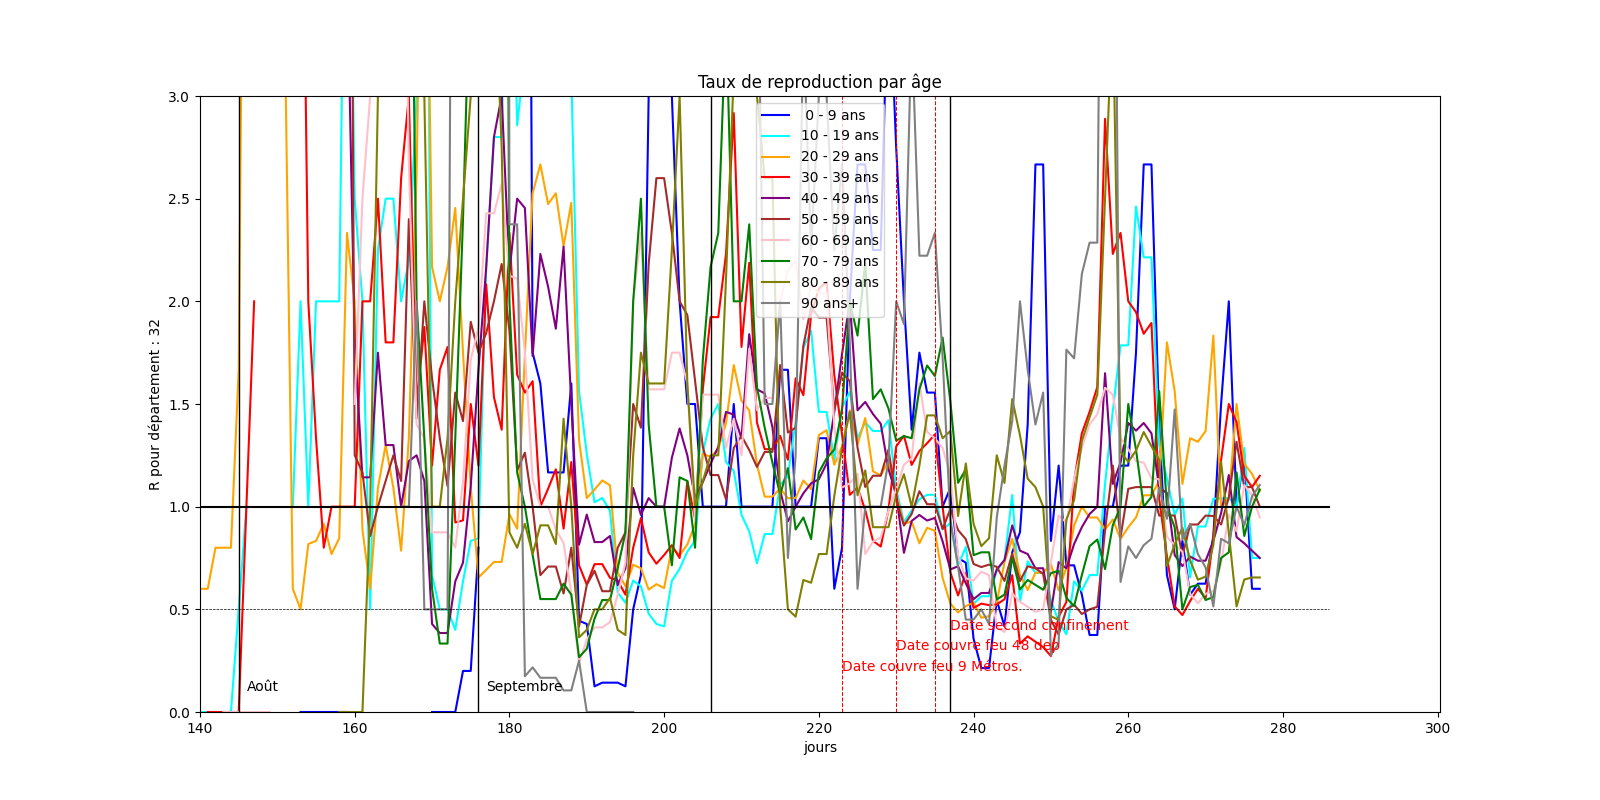 Taux de reproduction par âge
R pour département : 32
3.0
2.5
2.0
1.5
1.0
0.5
0.0
0 - 9 ans
10 - 19 ans
20 - 29 ans
30 - 39 ans
40 - 49 ans
50 - 59 ans
60 - 69 ans
70 - 79 ans
80 - 89 ans
90 ans+
Date second confinement
Date couvre feu 48 dep
Date couvre feu 9 Métros.
Août
Septembre
140 160 180 200 220 240 260 280 300
jours